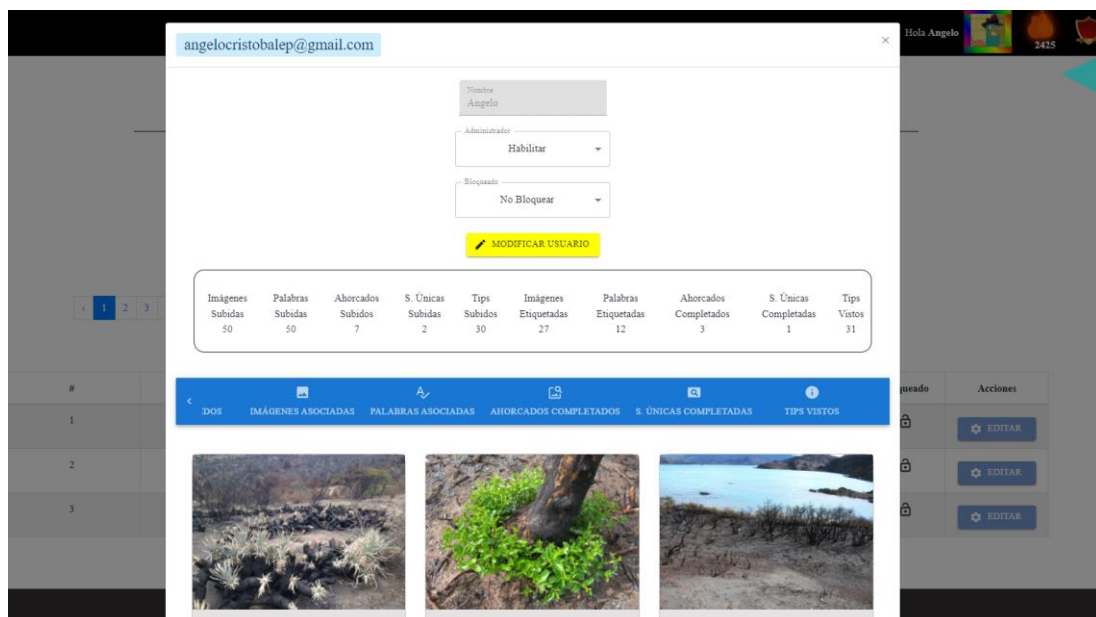 angelocristobalep@gmail.com
×
Hola Angelo
2425
Nombre
Angelo
Administrador
Habilitar
Bloqueado
No Bloquear
MODIFICAR USUARIO
Imágenes Subidas
50
Palabras Subidas
50
Ahorcados Subidos
7
S. Únicas Subidas
2
Tips Subidos
30
Imágenes Etiquetadas
27
Palabras Etiquetadas
12
Ahorcados Completados
3
S. Únicas Completadas
1
Tips Vistos
31
‹ 1 2 3
DOS
IMÁGENES ASOCIADAS
PALABRAS ASOCIADAS
AHORCADOS COMPLETADOS
S. ÚNICAS COMPLETADAS
TIPS VISTOS
#
queado
Acciones
1
EDITAR
2
EDITAR
3
EDITAR